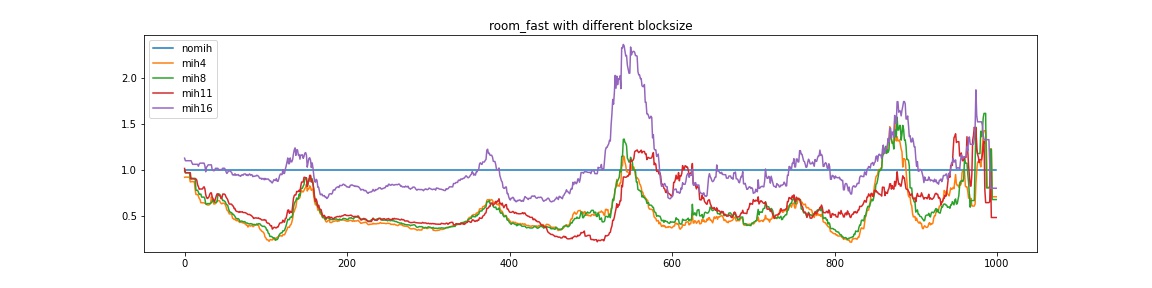 room_fast with different blocksize
nomih
mih4
mih8
mih11
mih16
2.0
1.5
1.0
0.5
0 200 400 600 800 1000